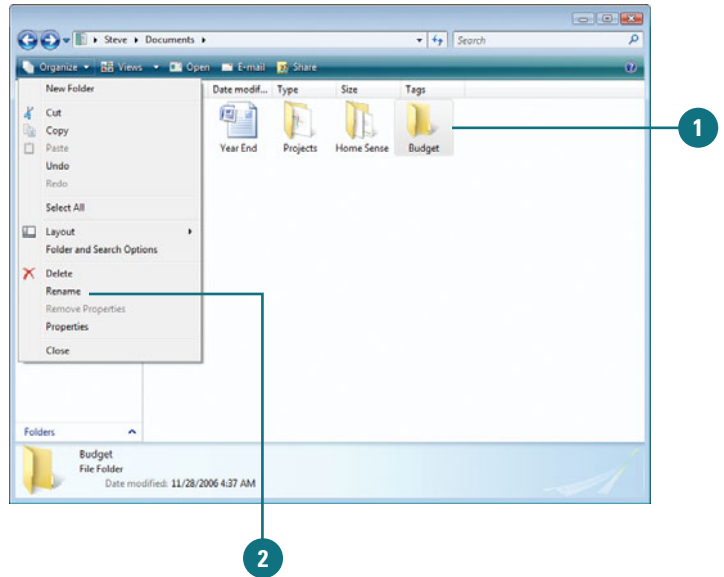 Steve
Documents
Search
Organize
Views
Open
E-mail
Share
?
New Folder
Cut
Copy
Paste
Undo
Redo
Select All
Layout
Folder and Search Options
Delete
Rename
Remove Properties
Properties
Close
Date modif...
Type
Size
Tags
Year End
Projects
Home Sense
Budget
1
Folders
Budget
File Folder
Date modified: 11/28/2006 4:37 AM
2